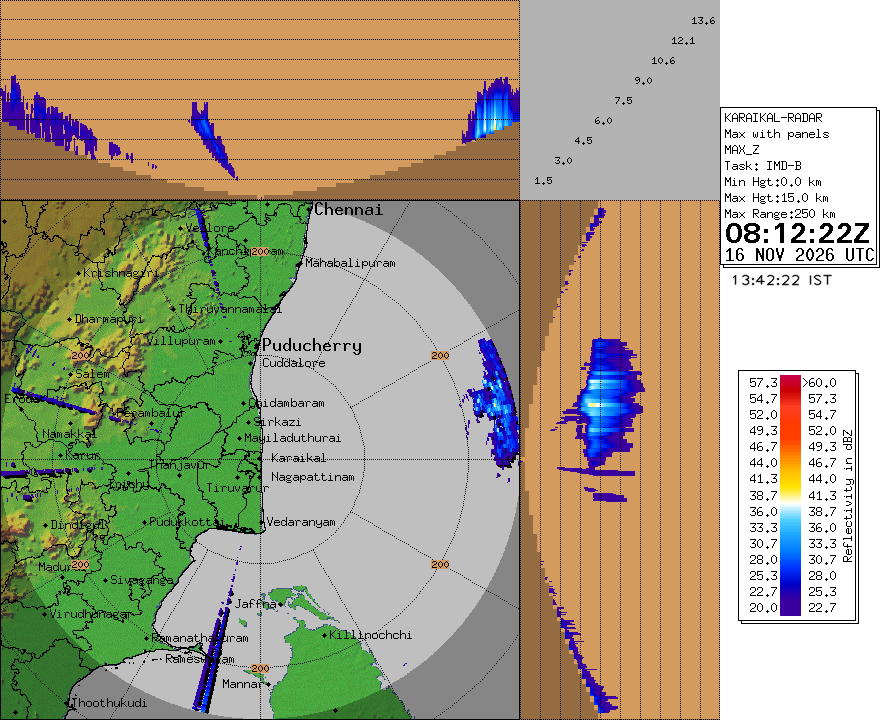 13.6
12.1
10.6
9.0
7.5
6.0
4.5
3.0
1.5
KARAIKAL-RADAR
Max with panels
MAX_Z
Task: IMD-B
Min Hgt:0.0 km
Max Hgt:15.0 km
Max Range:250 km
08:12:22Z
16 NOV 2026 UTC
13:42:22 IST
Chennai
Vellore
200
Mahabalipuram
Krishnagiri
Thiruvannamalai
Dharmapuri
Villupuram
Puducherry
200
200
Cuddalore
Salem
Chidambaram
Perambalur
Sirkazi
Namakkal
Mayiladuthurai
Karur
Karaikal
Thanjavur
Nagapattinam
Tiruvarur
Pudukkottai
Vedaranyam
Dindigul
200
200
Sivaganga
Jaffna
Virudhunagar
Killinochchi
Ramanathapuram
Rameswaram
200
Mannar
Thoothukudi
57.3 >60.0
54.7 57.3
52.0 54.7
49.3 52.0
46.7 49.3
44.0 46.7
41.3 44.0
38.7 41.3
36.0 38.7
33.3 36.0
30.7 33.3
28.0 30.7
25.3 28.0
22.7 25.3
20.0 22.7
Reflectivity in dBZ